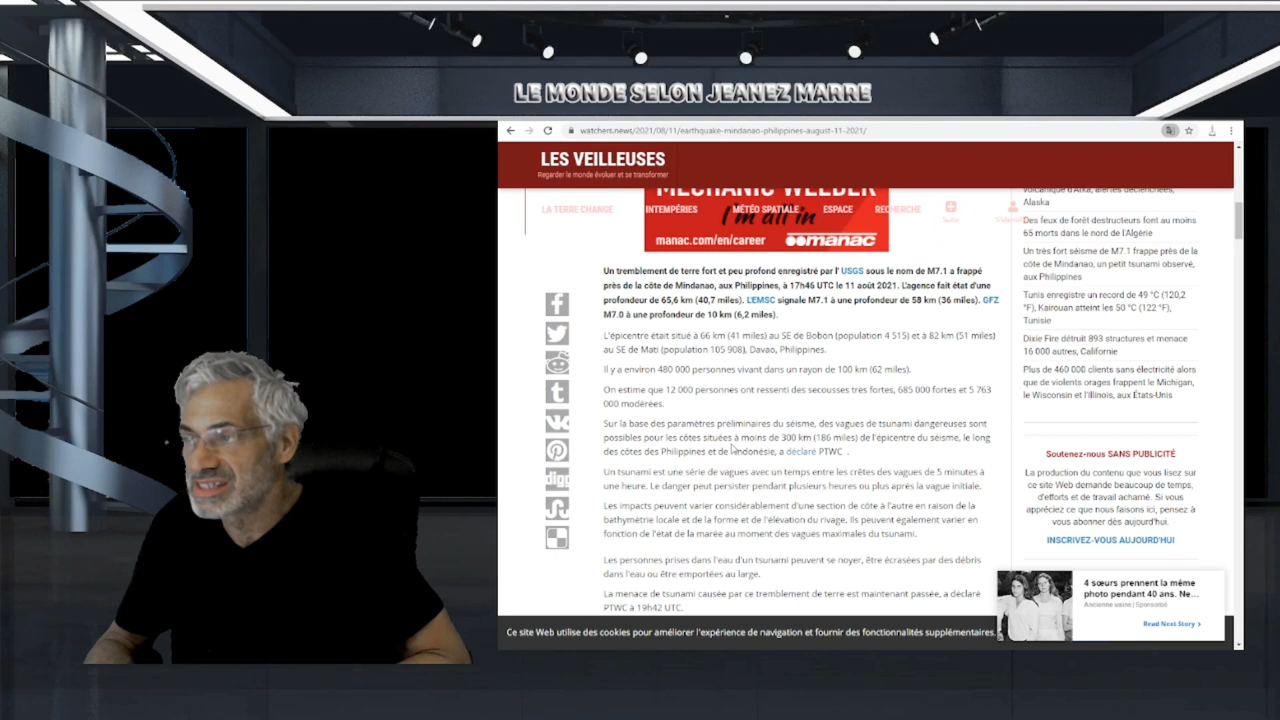 LE MONDE SELON JEANEZ MARRE
watchers.news/2021/08/11/earthquake-mindanao-philippines-august-11-2021/
LES VEILLEUSES
Regarder le monde évoluer et se transformer
MECHANIC WELDER
LA TERRE CHANGE
INTEMPÉRIES
MÉTÉO SPATIALE
ESPACE
RECHERCHE
I'm all in
manac.com/en/career
manac
Un tremblement de terre fort et peu profond enregistré par l' USGS sous le nom de M7.1 a frappé
près de la côte de Mindanao, aux Philippines, à 17h46 UTC le 11 août 2021. L'agence fait état d'une
profondeur de 65,6 km (40,7 miles). L'EMSC signale M7.1 à une profondeur de 58 km (36 miles). GFZ
M7.0 à une profondeur de 10 km (6,2 miles).
L'épicentre était situé à 66 km (41 miles) au SE de Bobon (population 4 515) et à 82 km (51 miles)
au SE de Mati (population 105 908), Davao, Philippines.
Il y a environ 480 000 personnes vivant dans un rayon de 100 km (62 miles).
On estime que 12 000 personnes ont ressenti des secousses très fortes, 685 000 fortes et 5 763
000 modérées.
Sur la base des paramètres préliminaires du séisme, des vagues de tsunami dangereuses sont
possibles pour les côtes situées à moins de 300 km (186 miles) de l'épicentre du séisme, le long
des côtes des Philippines et de l'Indonésie, a déclaré PTWC .
Un tsunami est une série de vagues avec un temps entre les crêtes des vagues de 5 minutes à
une heure. Le danger peut persister pendant plusieurs heures ou plus après la vague initiale.
Les impacts peuvent varier considérablement d'une section de côte à l'autre en raison de la
bathymétrie locale et de la forme et de l'élévation du rivage. Ils peuvent également varier en
fonction de l'état de la marée au moment des vagues maximales du tsunami.
Les personnes prises dans l'eau d'un tsunami peuvent se noyer, être écrasées par des débris
dans l'eau ou être emportées au large.
La menace de tsunami causée par ce tremblement de terre est maintenant passée, a déclaré
PTWC à 19h42 UTC.
digg
volcanique d'Atka, alertes déclenchées,
Alaska
Des feux de forêt destructeurs font au moins
65 morts dans le nord de l'Algérie
Un très fort séisme de M7.1 frappe près de la
côte de Mindanao, un petit tsunami observé,
aux Philippines
Tunis enregistre un record de 49 °C (120,2
°F), Kairouan atteint les 50 °C (122 °F),
Tunisie
Dixie Fire détruit 893 structures et menace
16 000 autres, Californie
Plus de 460 000 clients sans électricité alors
que de violents orages frappent le Michigan,
le Wisconsin et l'Illinois, aux États-Unis
Soutenez-nous SANS PUBLICITÉ
La production du contenu que vous lisez sur
ce site Web demande beaucoup de temps,
d'efforts et de travail acharné. Si vous
appréciez ce que nous faisons ici, pensez à
vous abonner dès aujourd'hui.
INSCRIVEZ-VOUS AUJOURD'HUI
4 sœurs prennent la même
photo pendant 40 ans. Ne...
Ancienne usine | Sponsorisé
Read Next Story >
Ce site Web utilise des cookies pour améliorer l'expérience de navigation et fournir des fonctionnalités supplémentaires.